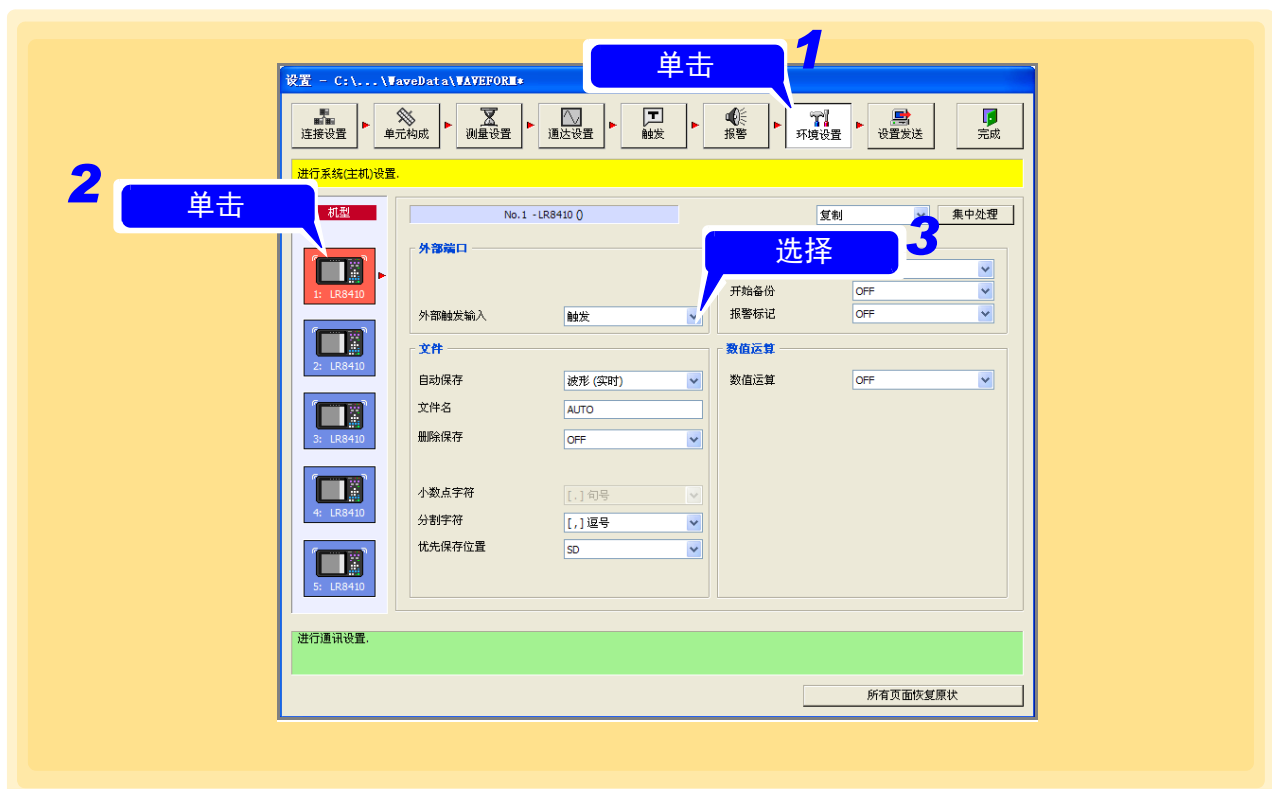 单击
1
设置 - C:\...\WaveData\WAVEFORM*
连接设置
单元构成
测量设置
通达设置
触发
报警
环境设置
设置发送
完成
进行系统(主机)设置.
2
单击
机型
No.1 -LR8410 ()
复制
集中处理
选择
3
1: LR8410
2: LR8410
3: LR8410
4: LR8410
5: LR8410
外部端口
外部触发输入
触发
开始备份
OFF
报警标记
OFF
文件
自动保存
波形 (实时)
文件名
AUTO
删除保存
OFF
小数点字符
[.]句号
分割字符
[,]逗号
优先保存位置
SD
数值运算
数值运算
OFF
进行通讯设置.
所有页面恢复原状